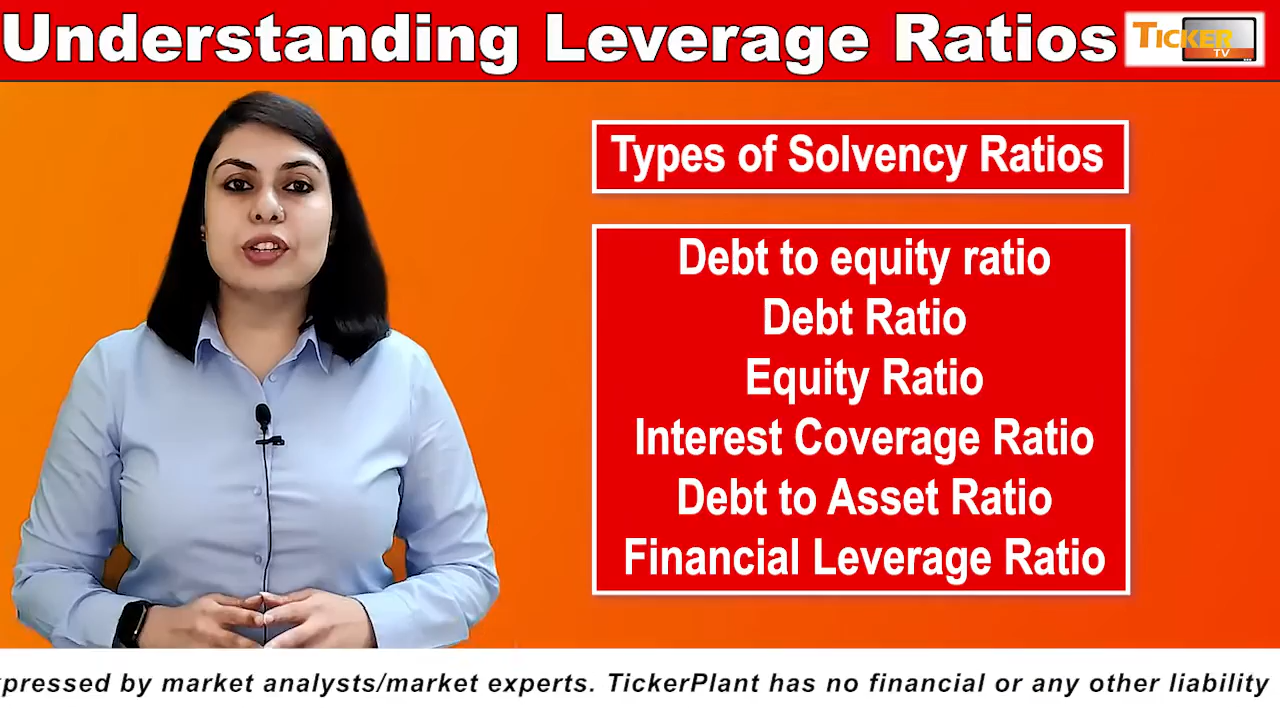 Understanding Leverage Ratios
TICKER
TV
Types of Solvency Ratios
Debt to equity ratio
Debt Ratio
Equity Ratio
Interest Coverage Ratio
Debt to Asset Ratio
Financial Leverage Ratio
pressed by market analysts/market experts. TickerPlant has no financial or any other liability